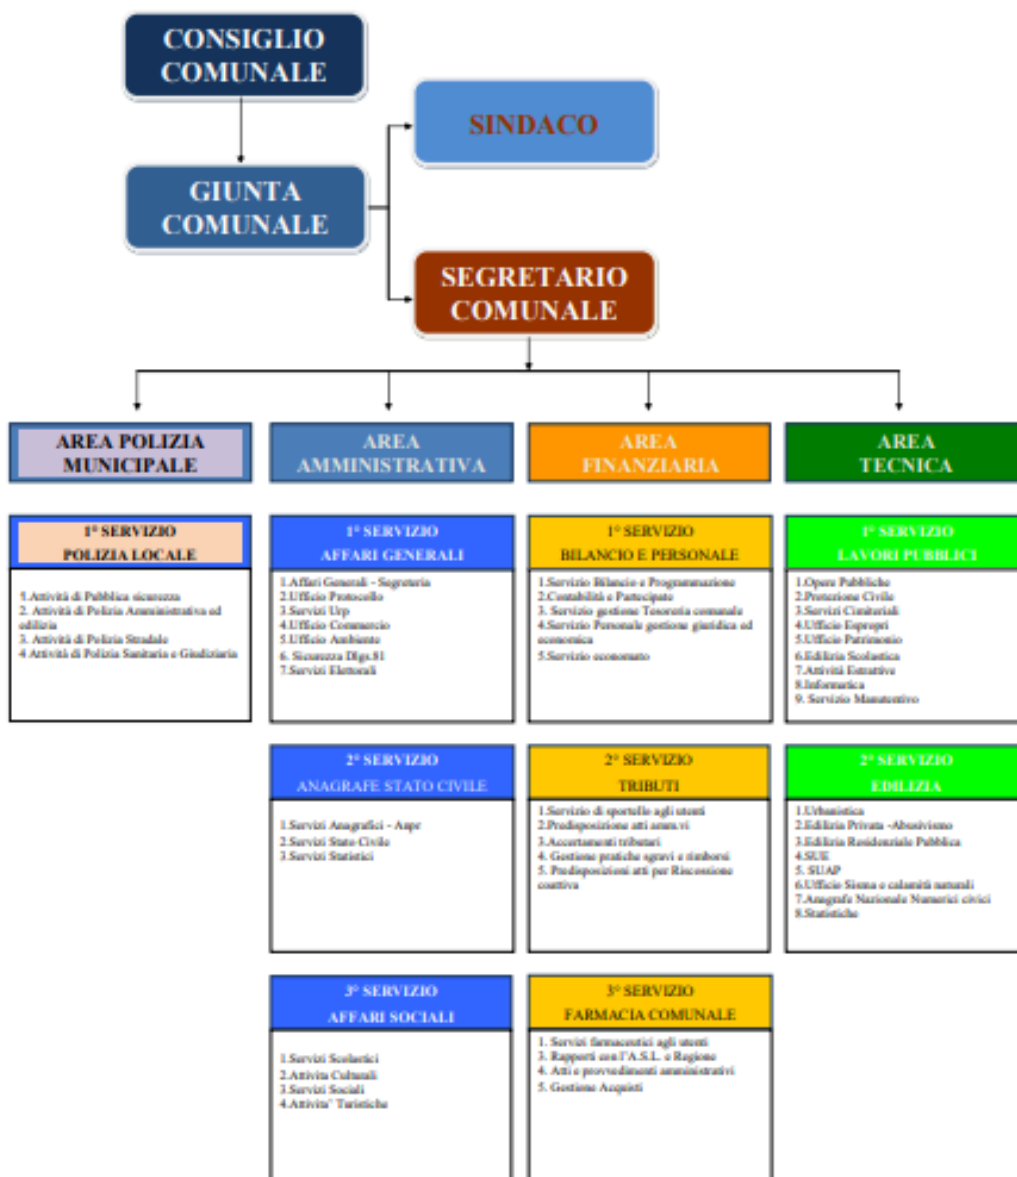 CONSIGLIO
COMUNALE
SINDACO
GIUNTA
COMUNALE
SEGRETARIO
COMUNALE
AREA POLIZIA
MUNICIPALE
AREA
AMMINISTRATIVA
AREA
FINANZIARIA
AREA
TECNICA
1° SERVIZIO
POLIZIA LOCALE
1.Attività di Pubblica sicurezza
2. Attività di Polizia Amministrativa ed
edilizia
3. Attività di Polizia Stradale
4 Attività di Polizia Sanitaria e Giudiziaria
1° SERVIZIO
AFFARI GENERALI
1.Affari Generali - Segreteria
2.Ufficio Protocollo
3.Servizi Urp
4.Ufficio Commercio
5.Ufficio Ambiente
6. Sicurezza Dlgs.81
7.Servizi Elettorali
1° SERVIZIO
BILANCIO E PERSONALE
1.Servizio Bilancio e Programmazione
2.Contabilità e Partecipate
3. Servizio gestione Tesoreria comunale
4.Servizio Personale gestione giuridica ed
economica
5.Servizio economato
1° SERVIZIO
LAVORI PUBBLICI
1.Opere Pubbliche
2.Protezione Civile
3.Servizi Cimiteriali
4.Ufficio Espropri
5.Ufficio Patrimonio
6.Edilizia Scolastica
7.Attività Estrattive
8.Informatica
9. Servizio Manutentivo
2° SERVIZIO
ANAGRAFE STATO CIVILE
1.Servizi Anagrafici - Anpr
2.Servizi Stato Civile
3.Servizi Statistici
2° SERVIZIO
TRIBUTI
1.Servizio di sportello agli utenti
2.Predisposizione atti amm.vi
3.Accertamenti tributari
4. Gestione pratiche sgravi e rimborsi
5. Predisposizioni atti per Riscossione
coattiva
2° SERVIZIO
EDILIZIA
1.Urbanistica
2.Edilizia Privata -Abusivismo
3.Edilizia Residenziale Pubblica
4.SUE
5. SUAP
6.Ufficio Sisma e calamità naturali
7.Anagrafe Nazionale Numerici civici
8.Statistiche
3° SERVIZIO
AFFARI SOCIALI
1.Servizi Scolastici
2.Attivita Culturali
3.Servizi Sociali
4.Attivita' Turistiche
3° SERVIZIO
FARMACIA COMUNALE
1. Servizi farmaceutici agli utenti
3. Rapporti con l'A.S.L. e Regione
4. Atti e provvedimenti amministrativi
5. Gestione Acquisti